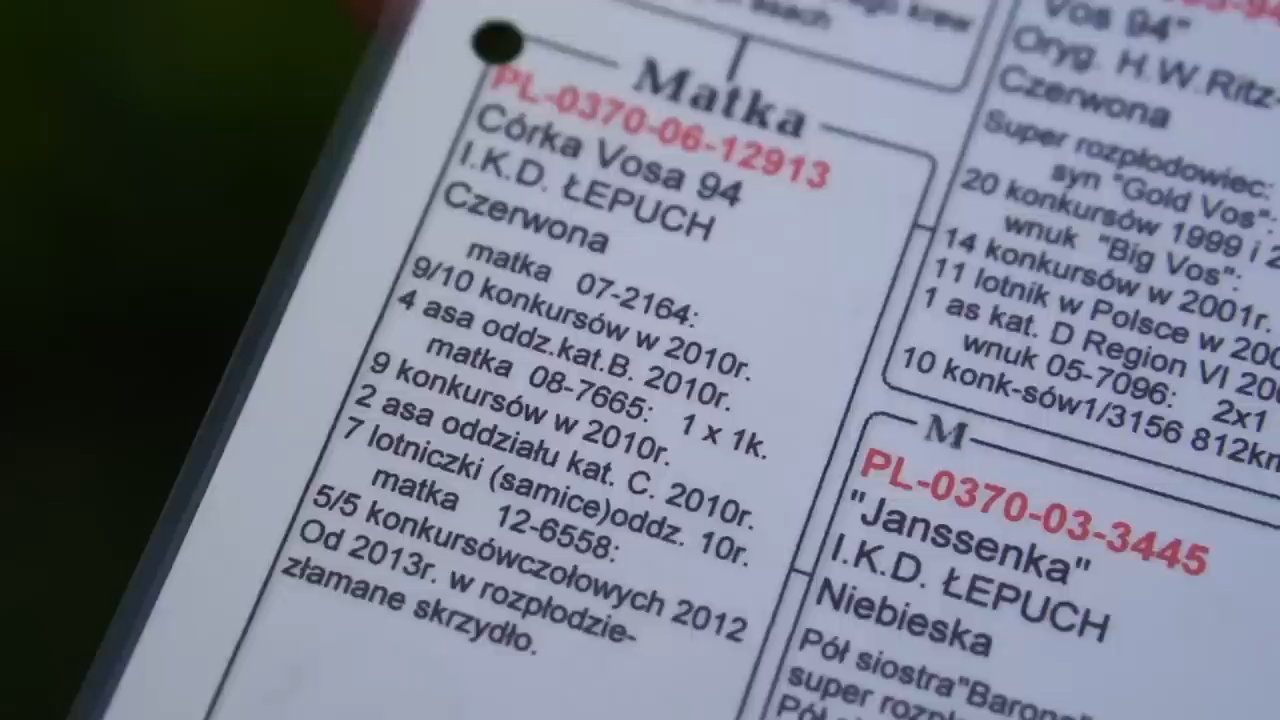 krew
Matka
PL-0370-06-12913
Córka Vosa 94
I.K.D. ŁEPUCH
Czerwona
matka 07-2164:
9/10 konkursów w 2010r.
4 asa oddz.kat.B. 2010r.
matka 08-7665: 1 x 1k.
9 konkursów w 2010r.
2 asa oddziału kat. C. 2010r.
7 lotniczki (samice)oddz. 10r.
matka 12-6558:
5/5 konkursówczołowych 2012
Od 2013r. w rozpłodzie-
złamane skrzydło.
Vos 94"
Oryg. H.W.Ritz
Czerwona
Super rozpłodowiec:
syn "Gold Vos":
20 konkursów 1999 i
wnuk "Big Vos":
14 konkursów w 2001r.
11 lotnik w Polsce w
1 as kat. D Region VI
wnuk 05-7096: 2x1
10 konk-sów1/3156 812km
M
PL-0370-03-3445
"Janssenka"
I.K.D. ŁEPUCH
Niebieska
Pół siostra"Barona"
super